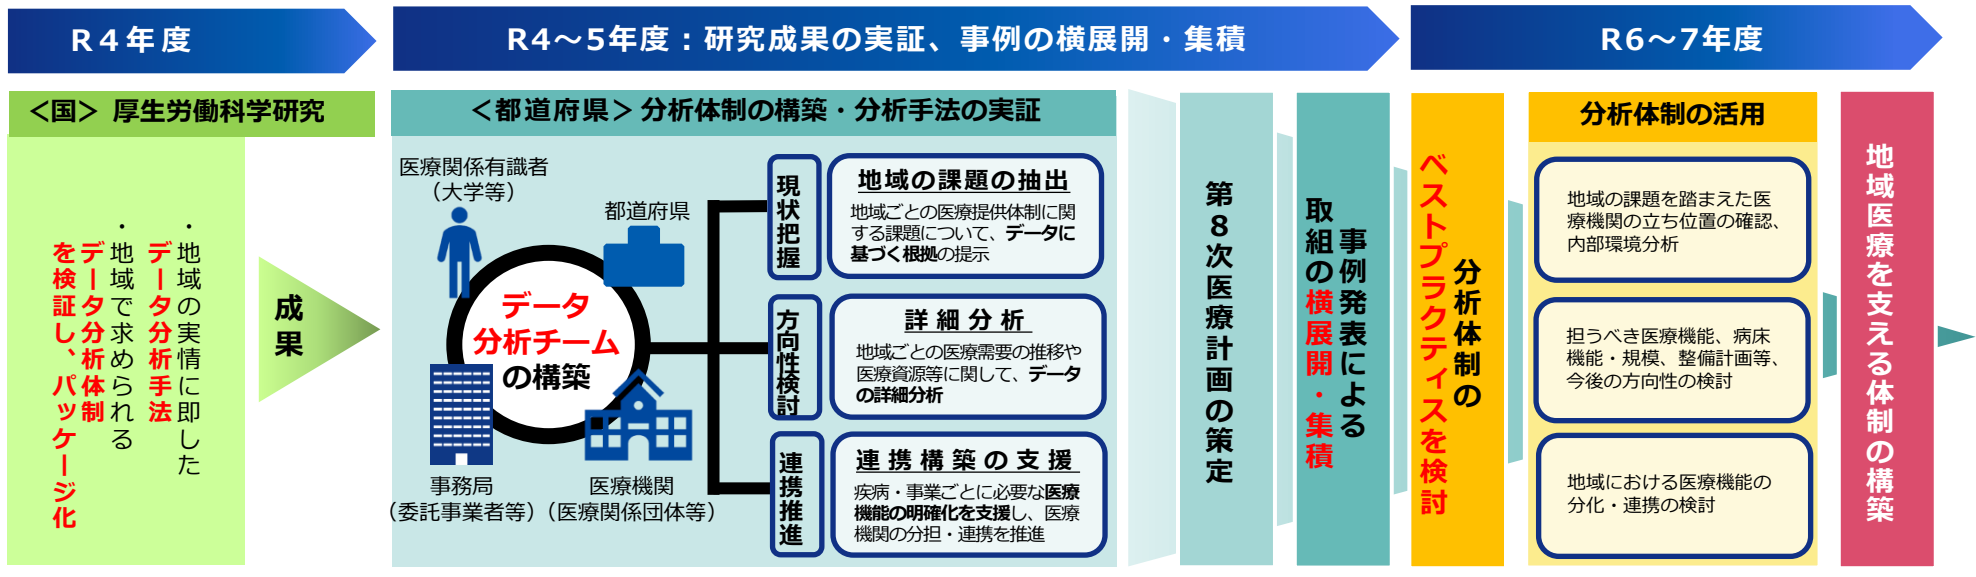 R４年度
R4～5年度：研究成果の実証、事例の横展開・集積
R6～7年度
＜国＞ 厚生労働科学研究
・地域の実情に即した
データ分析手法
・地域で求められる
データ分析体制
を検証し、パッケージ化
成果
＜都道府県＞分析体制の構築・分析手法の実証
医療関係有識者
（大学等）
都道府県
データ
分析チーム
の構築
事務局
（委託事業者等）
医療機関
（医療関係団体等）
現状把握
地域の課題の抽出
地域ごとの医療提供体制に関
する課題について、データに
基づく根拠の提示
方向性検討
詳細分析
地域ごとの医療需要の推移や
医療資源等に関して、データ
の詳細分析
連携推進
連携構築の支援
疾病・事業ごとに必要な医療
機能の明確化を支援し、医療
機関の分担・連携を推進
第８次医療計画の策定
事例発表による
取組の横展開・集積
分析体制の
ベストプラクティスを検討
分析体制の活用
地域の課題を踏まえた医
療機関の立ち位置の確認、
内部環境分析
担うべき医療機能、病床
機能・規模、整備計画等、
今後の方向性の検討
地域における医療機能の
分化・連携の検討
地域医療を支える体制の構築